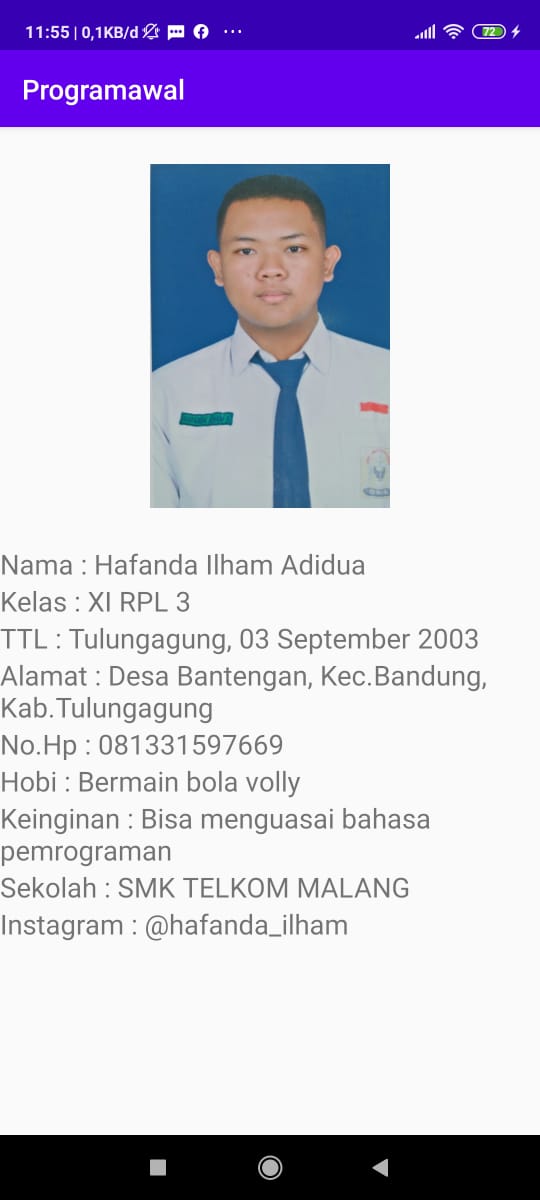 11:55 | 0,1KB/d
72
Programawal
Nama : Hafanda Ilham Adidua
Kelas : XI RPL 3
TTL : Tulungagung, 03 September 2003
Alamat : Desa Bantengan, Kec.Bandung,
Kab.Tulungagung
No.Hp : 081331597669
Hobi : Bermain bola volly
Keinginan : Bisa menguasai bahasa
pemrograman
Sekolah : SMK TELKOM MALANG
Instagram : @hafanda_ilham